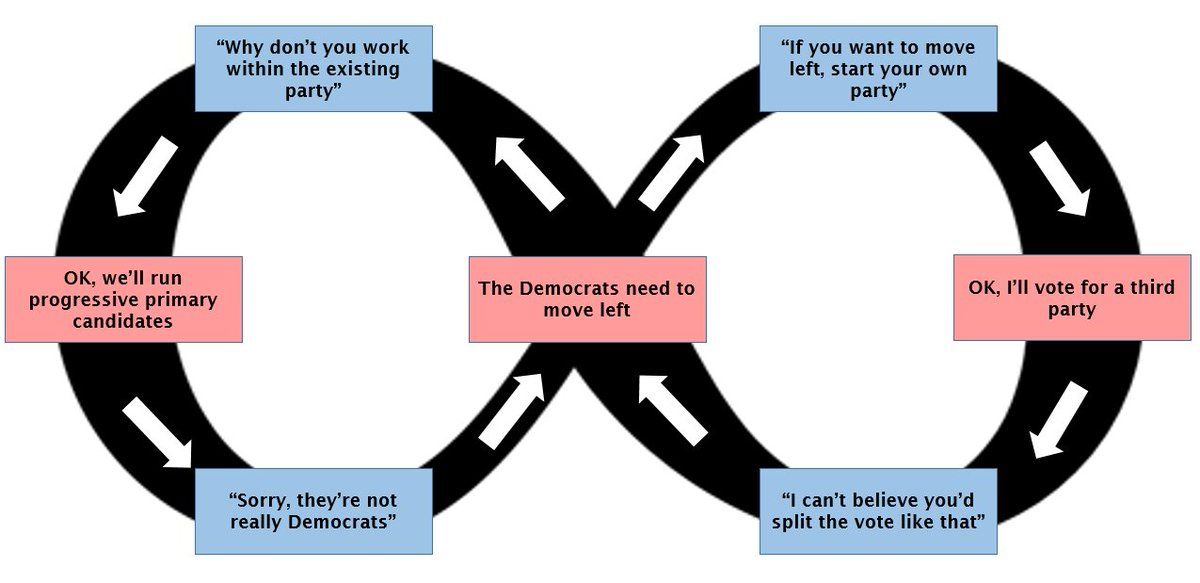 “Why don’t you work
within the existing
party”
“If you want to move
left, start your own
party”
OK, we’ll run
progressive primary
candidates
The Democrats need to
move left
OK, I’ll vote for a third
party
“Sorry, they’re not
really Democrats”
“I can’t believe you’d
split the vote like that”